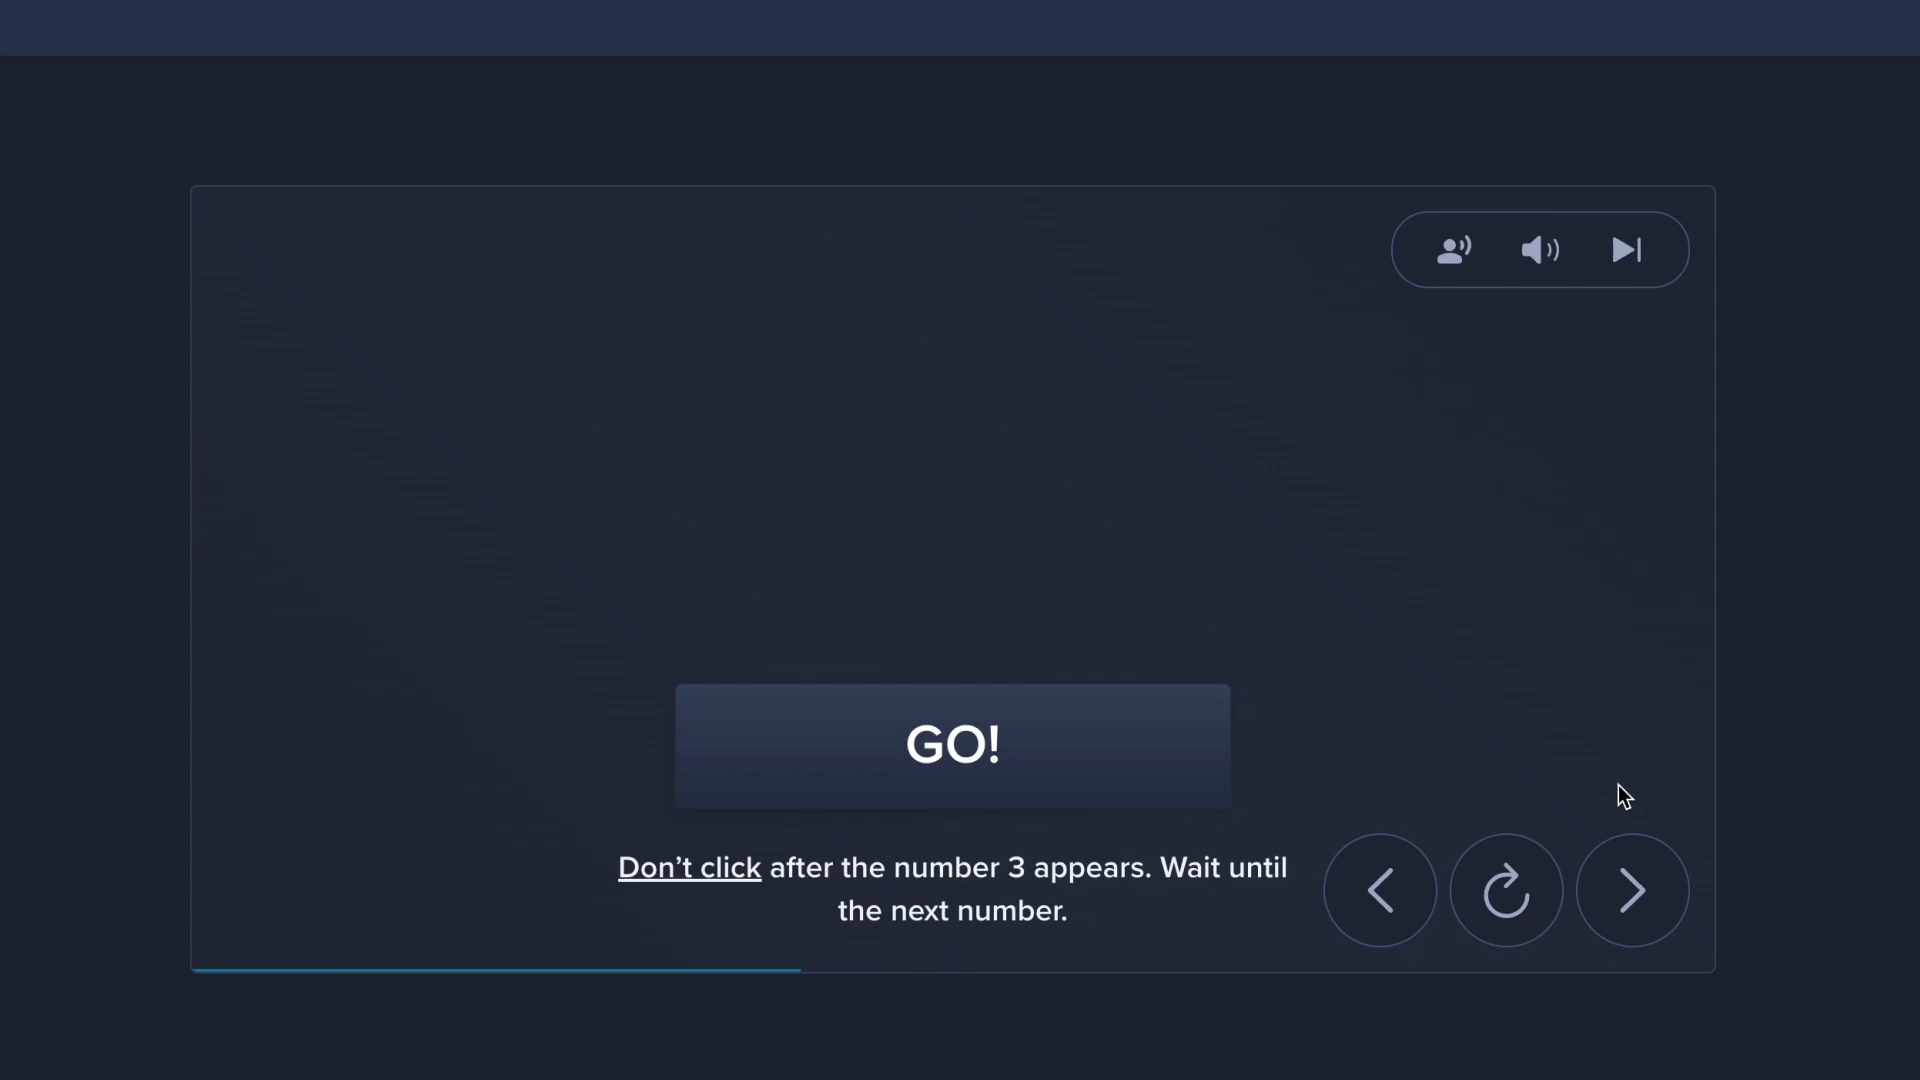 GO!
Don’t click after the number 3 appears. Wait until
the next number.